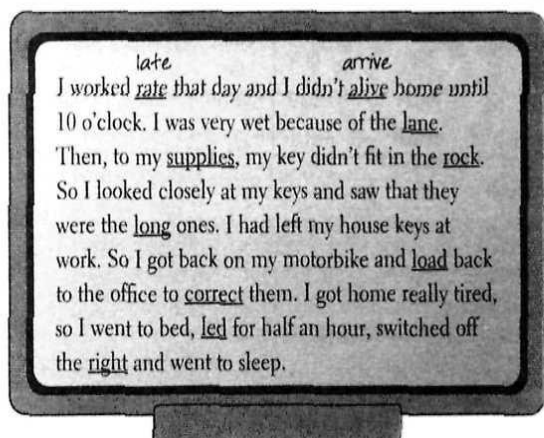 late arrive
I worked rate that day and I didn't alive home until
10 o'clock. I was very wet because of the lane.
Then, to my supplies, my key didn't fit in the rock.
So I looked closely at my keys and saw that they
were the long ones. I had left my house keys at
work. So I got back on my motorbike and load back
to the office to correct them. I got home really tired,
so I went to bed, led for half an hour, switched off
the right and went to sleep.